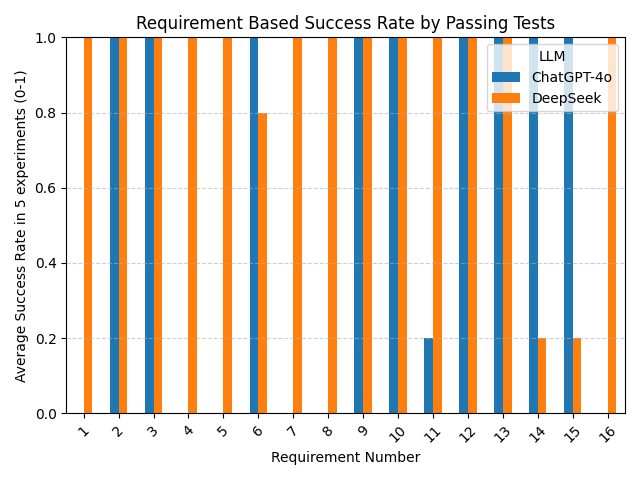 Requirement Based Success Rate by Passing Tests
LLM
ChatGPT-4o
DeepSeek
Average Success Rate in 5 experiments (0-1)
1.0
0.8
0.6
0.4
0.2
0.0
1 2 3 4 5 6 7 8 9 10 11 12 13 14 15 16
Requirement Number